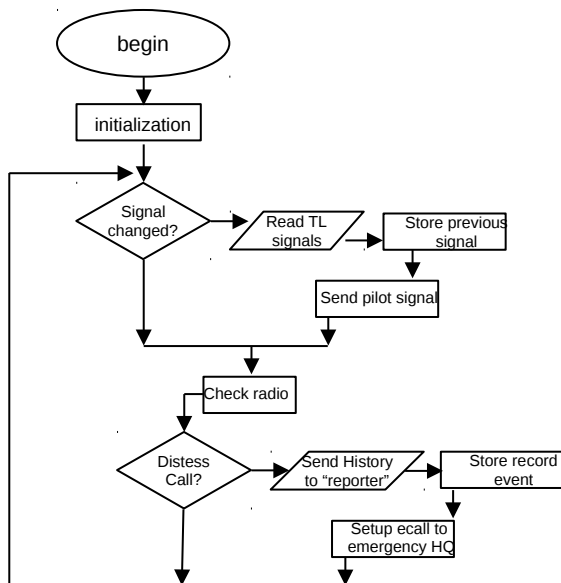 begin
initialization
Signal
changed?
Read TL
signals
Store previous
signal
Send pilot signal
Check radio
Distess
Call?
Send History
to “reporter”
Store record
event
Setup ecall to
emergency HQ